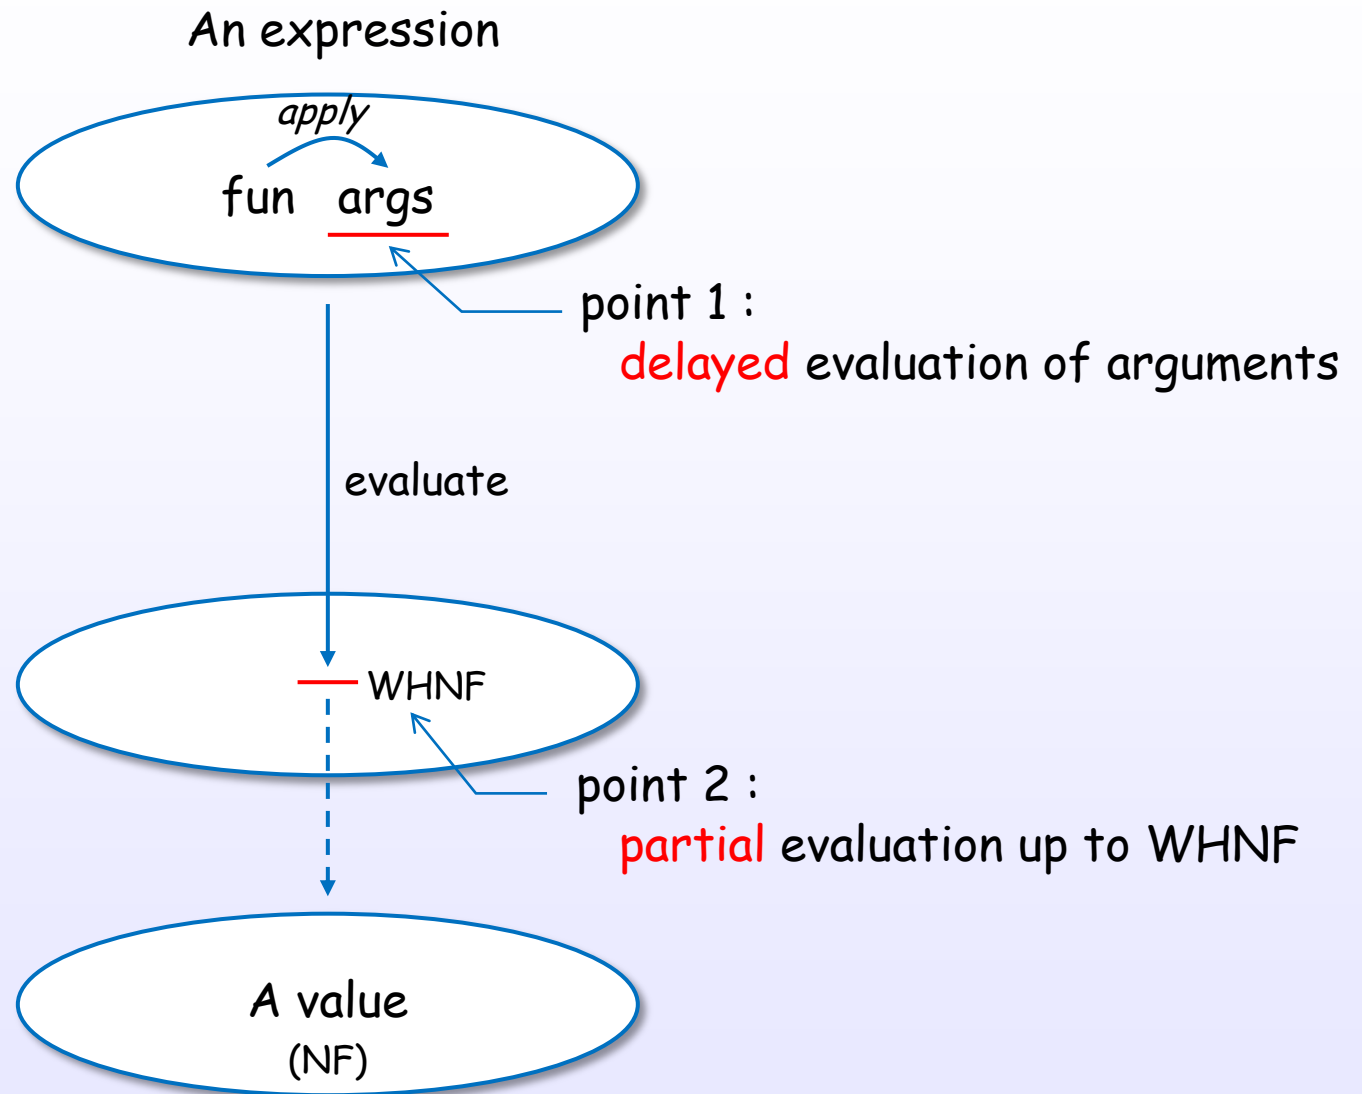 An expression
apply
fun args
point 1 :
delayed evaluation of arguments
evaluate
WHNF
point 2 :
partial evaluation up to WHNF
A value
(NF)